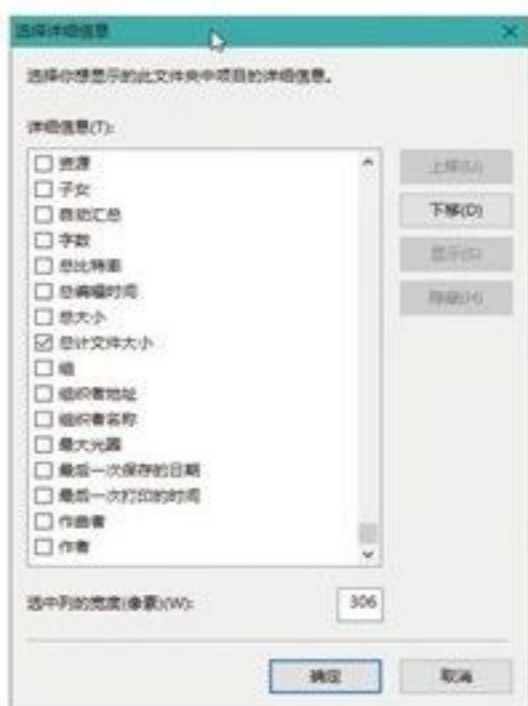 选择详细信息
选择你想显示的此文件夹中项目的详细信息。
详细信息(T):
资源
子女
自动汇总
字数
总比特率
总编辑时间
总大小
总计文件大小
组
组织者地址
组织者名称
最大光圈
最后一次保存的日期
最后一次打印的时间
作曲者
作者
上移(U)
下移(D)
显示(S)
隐藏(H)
选中列的宽度(像素)(W):
306
确定
取消